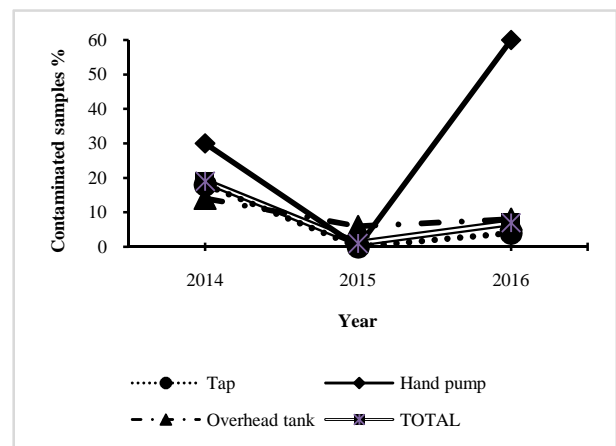 Contaminated samples %
60
50
40
30
20
10
0
2014 2015 2016
Year
Tap Hand pump
Overhead tank TOTAL